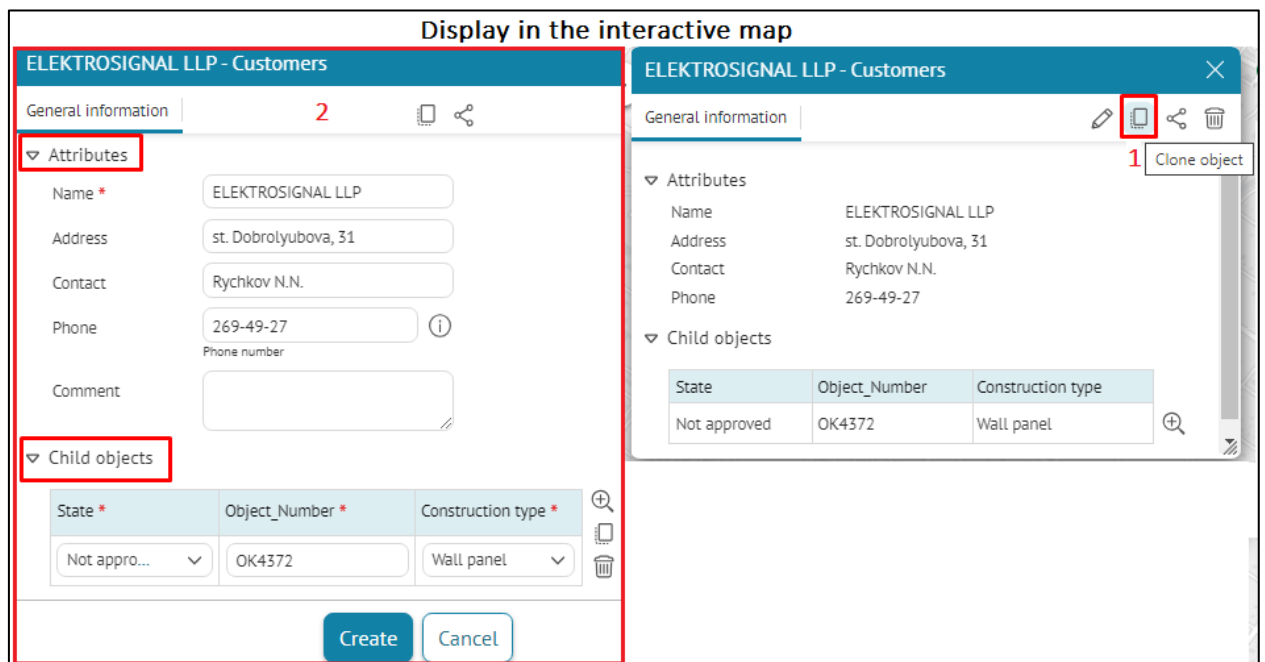 Display in the interactive map
ELEKTROSIGNAL LLP - Customers
General information
2
Attributes
Name *
ELEKTROSIGNAL LLP
Address
st. Dobrolyubova, 31
Contact
Rychkov N.N.
Phone
269-49-27
Phone number
Comment
Child objects
State *
Object_Number *
Construction type *
Not appro...
OK4372
Wall panel
Create
Cancel
ELEKTROSIGNAL LLP - Customers
General information
1
Clone object
Attributes
Name
ELEKTROSIGNAL LLP
Address
st. Dobrolyubova, 31
Contact
Rychkov N.N.
Phone
269-49-27
Child objects
State
Object_Number
Construction type
Not approved
OK4372
Wall panel